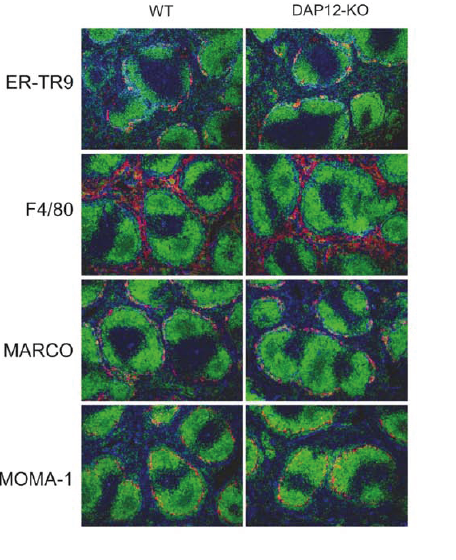 WT DAP12-KO
ER-TR9
F4/80
MARCO
MOMA-1